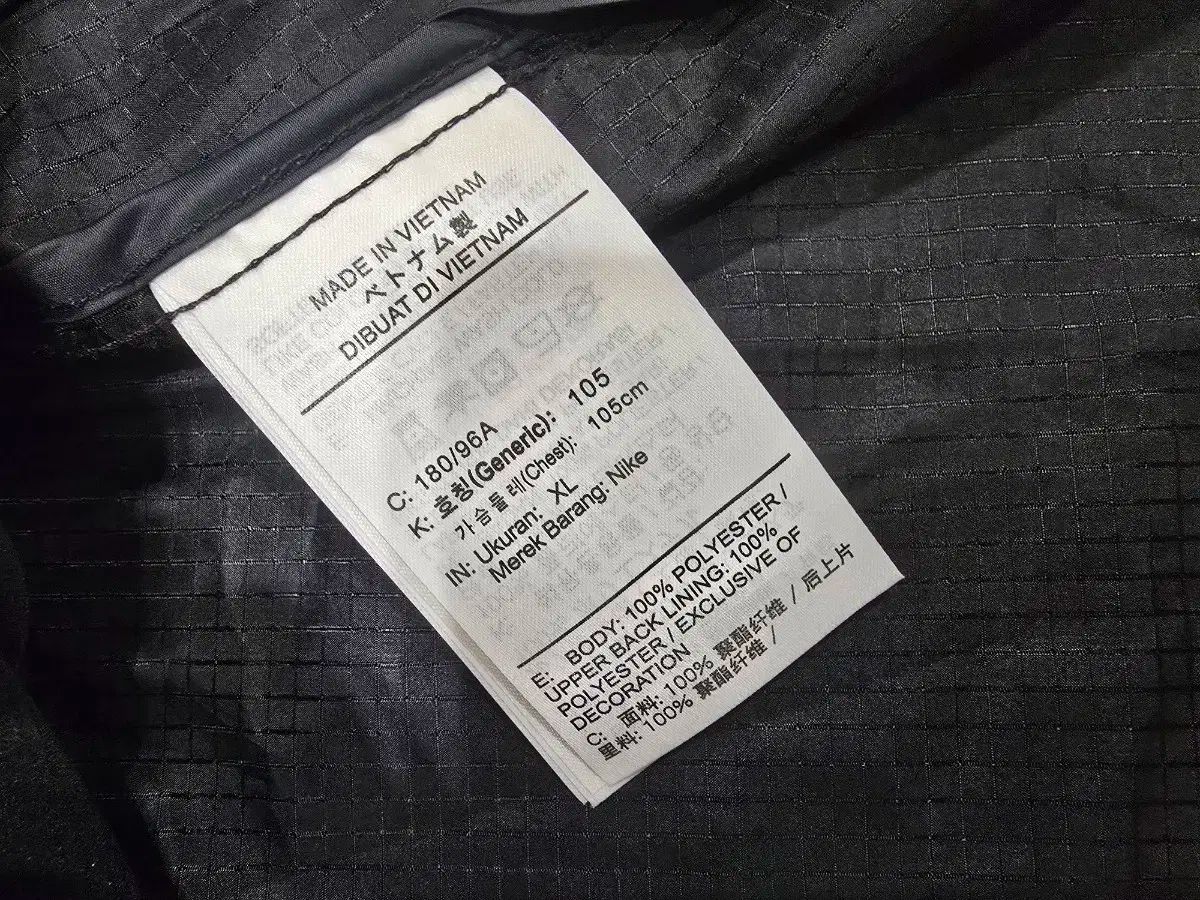 MADE IN VIETNAM
ベトナム製
DIBUAT DI VIETNAM
C: 180/96A
K: 호칭(Generic): 105
가슴둘레(Chest): 105cm
IN: Ukuran: XL
Merek Barang: Nike
E: BODY: 100% POLYESTER /
UPPER BACK LINING: 100%
POLYESTER / EXCLUSIVE OF
DECORATION
C: 面料: 100% 聚酯纤维 / 后上片
里料: 100% 聚酯纤维 /